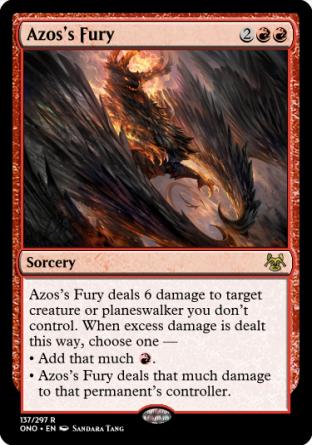 Azos's Fury 2
Sorcery
Azos's Fury deals 6 damage to target
creature or planeswalker you don't
control. When excess damage is dealt
this way, choose one —
• Add that much .
• Azos's Fury deals that much damage
to that permanent's controller.
137/297 R
ONO • EN Sandara Tang